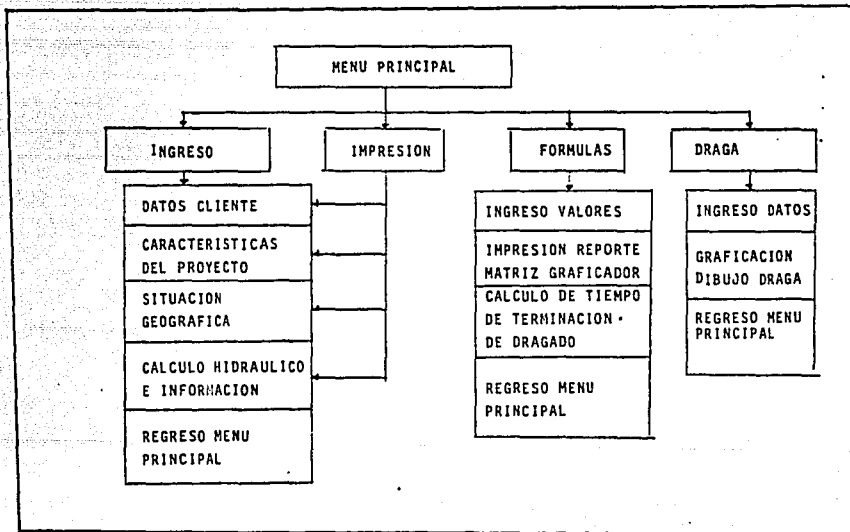 MENU PRINCIPAL
INGRESO
IMPRESION
FORMULAS
DRAGA
DATOS CLIENTE
CARACTERISTICAS
DEL PROYECTO
SITUACION
GEOGRAFICA
CALCULO HIDRAULICO
E INFORMACION
REGRESO MENU
PRINCIPAL
INGRESO VALORES
IMPRESION REPORTE
MATRIZ GRAFICADOR
CALCULO DE TIEMPO
DE TERMINACION
DE DRAGADO
REGRESO MENU
PRINCIPAL
INGRESO DATOS
GRAFICACION
DIBUJO DRAGA
REGRESO MENU
PRINCIPAL